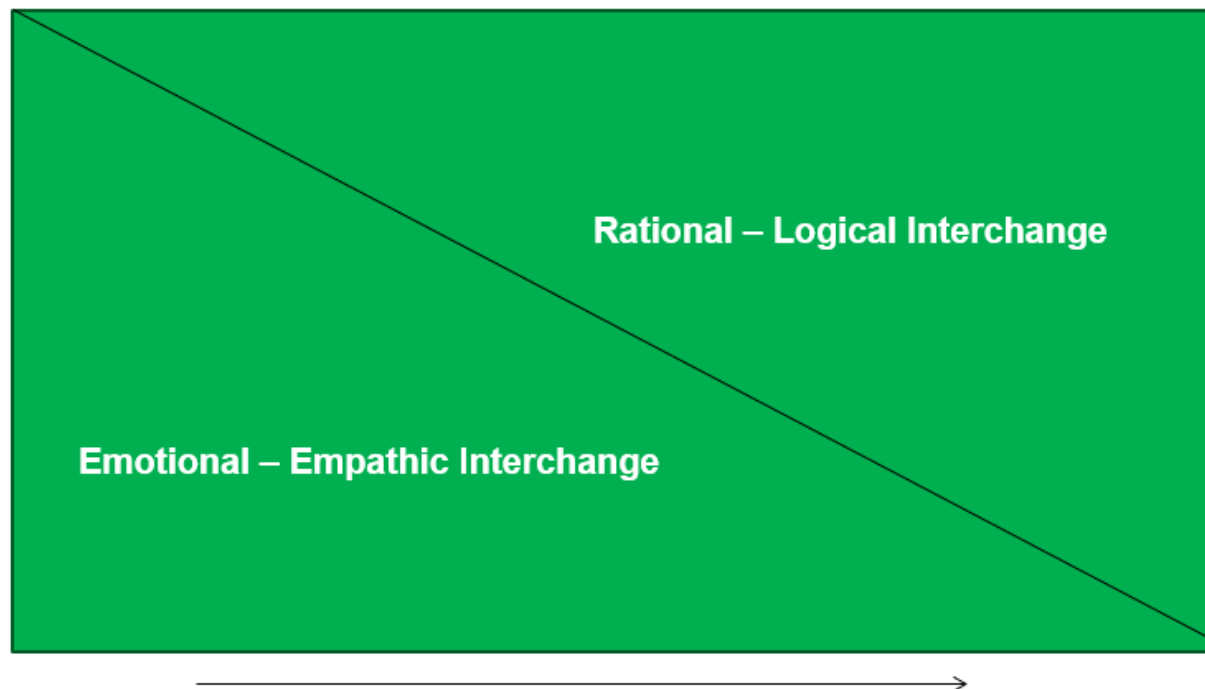 Rational – Logical Interchange
Emotional – Empathic Interchange